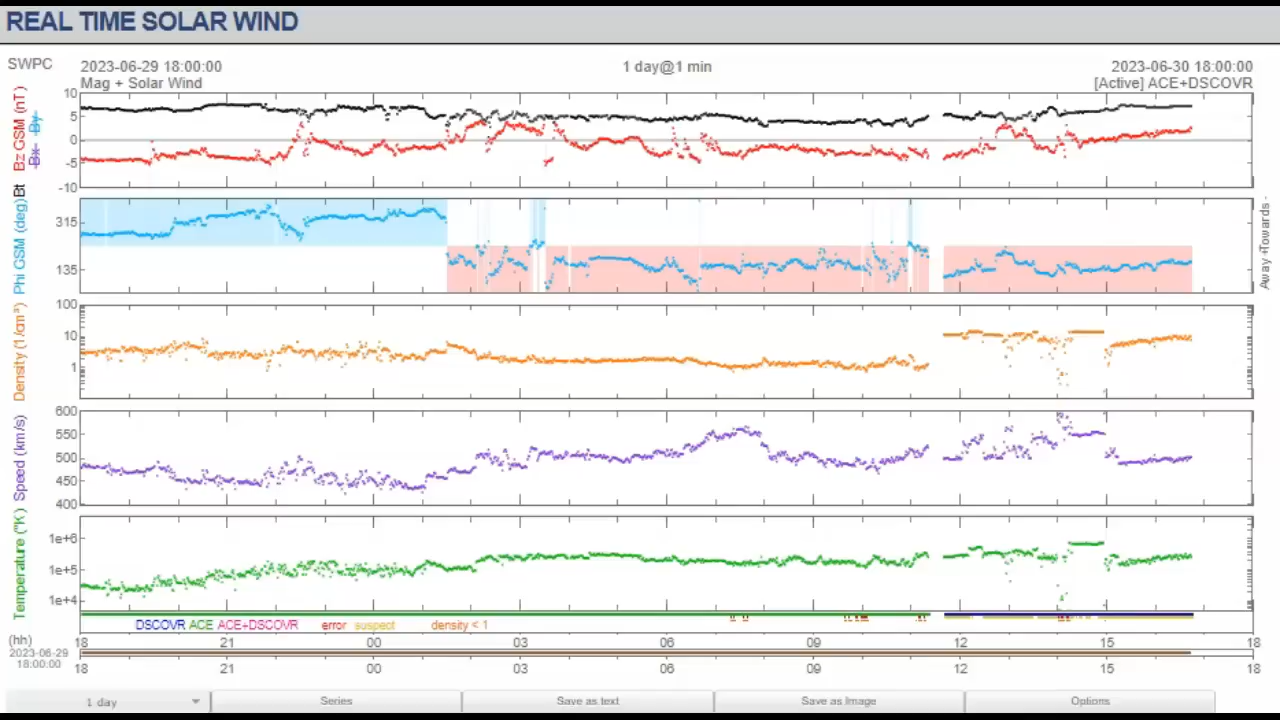 REAL TIME SOLAR WIND
SWPC
2023-06-29 18:00:00
1 day@1 min
2023-06-30 18:00:00
Mag + Solar Wind
[Active] ACE+DSCOVR
Bt
Bz GSM (nT)
Bx By
10
5
0
-5
-10
Phi GSM (deg)
315
135
Away + Towards -
Density (1/cm³)
100
10
1
Speed (km/s)
600
550
500
450
400
Temperature (°K)
1e+6
1e+5
1e+4
DSCOVR ACE ACE+DSCOVR error suspect density < 1
(hh)
18 21 00 03 06 09 12 15 18
2023-06-29
18:00:00
18 21 00 03 06 09 12 15 18
1 day
Series
Save as text
Save as Image
Options